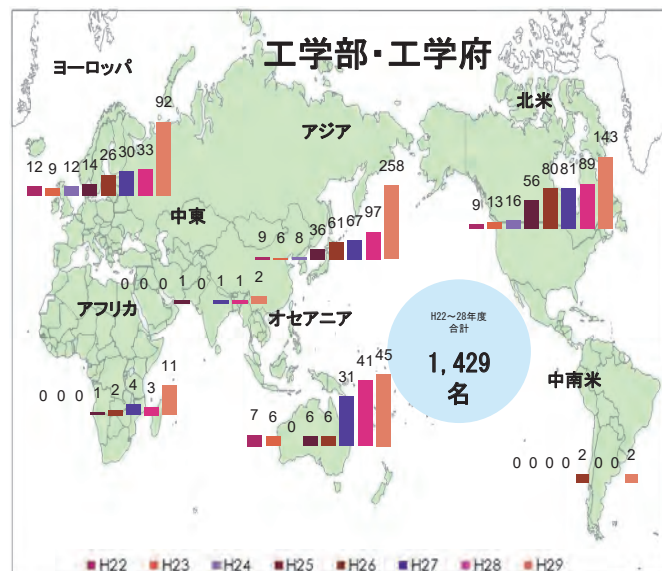 工学部・工学府
ヨーロッパ
12 9 12 14 26 30 33 92
アジア
9 6 8 36 61 67 97 258
北米
9 13 16 56 80 81 89 143
中東
0 0 0 1 0 1 1 2
アフリカ
0 0 0 1 2 4 3 11
オセアニア
7 6 0 6 6 31 41 45
H22～28年度
合計
1,429
名
中南米
0 0 0 0 2 0 0 2
H22 H23 H24 H25 H26 H27 H28 H29